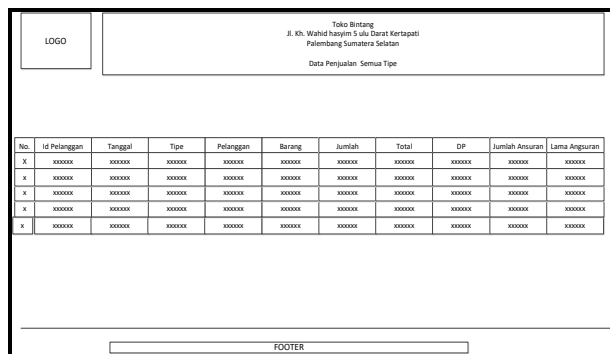 LOGO
Toko Bintang
Jl. Kh. Wahid hasyim 5 ulu Darat Kertapati
Palembang Sumatera Selatan
Data Penjualan Semua Tipe
No. Id Pelanggan Tanggal Tipe Pelanggan Barang Jumlah Total DP Jumlah Ansuran Lama Angsuran
X xxxxxx xxxxxx xxxxxx xxxxxx xxxxxx xxxxxx xxxxxx xxxxxx xxxxxx xxxxxx
x xxxxxx xxxxxx xxxxxx xxxxxx xxxxxx xxxxxx xxxxxx xxxxxx xxxxxx xxxxxx
x xxxxxx xxxxxx xxxxxx xxxxxx xxxxxx xxxxxx xxxxxx xxxxxx xxxxxx xxxxxx
x xxxxxx xxxxxx xxxxxx xxxxxx xxxxxx xxxxxx xxxxxx xxxxxx xxxxxx xxxxxx
x xxxxxx xxxxxx xxxxxx xxxxxx xxxxxx xxxxxx xxxxxx xxxxxx xxxxxx xxxxxx
FOOTER